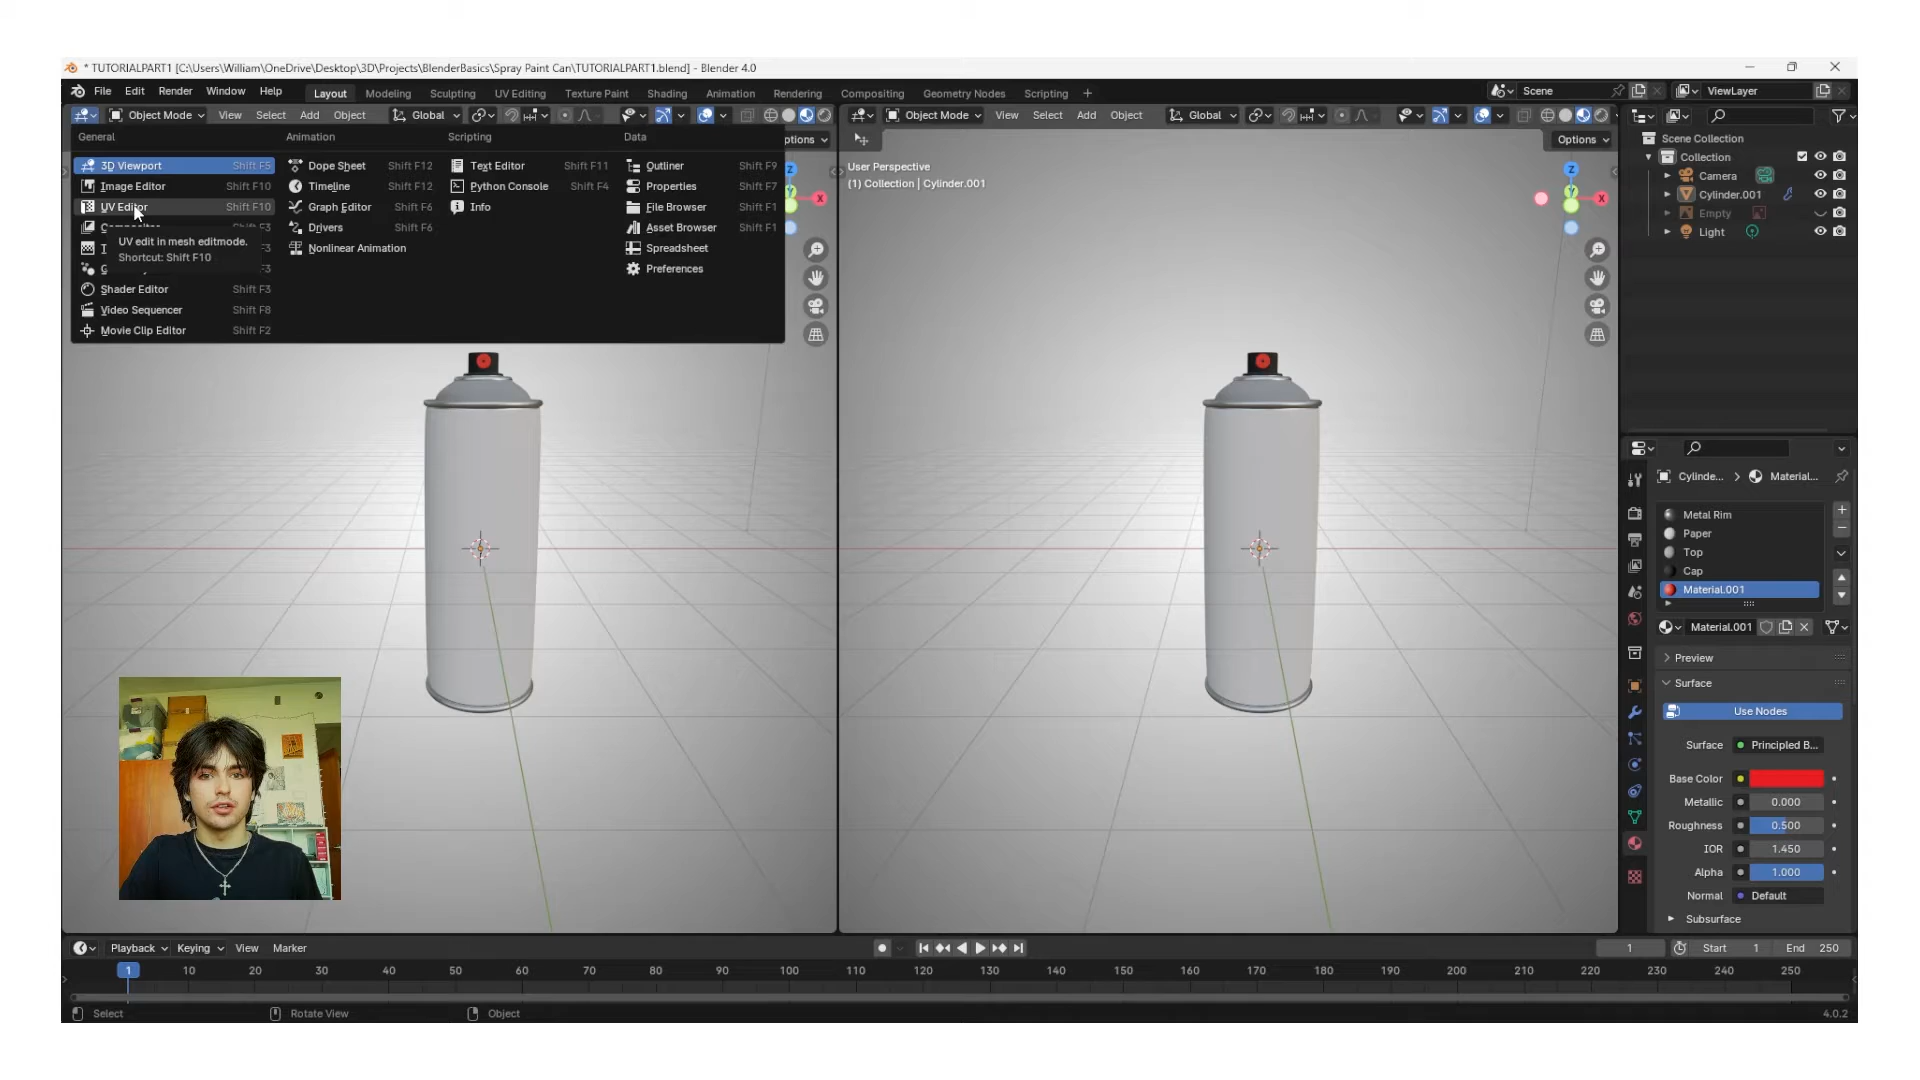 * TUTORIALPART1 [C:\Users\William\OneDrive\Desktop\3D\Projects\BlenderBasics\Spray Paint Can\TUTORIALPART1.blend] - Blender 4.0
File Edit Render Window Help Layout Modeling Sculpting UV Editing Texture Paint Shading Animation Rendering Compositing Geometry Nodes Scripting + Scene ViewLayer
Object Mode View Select Add Object Global Object Mode View Select Add Object Global
General Animation Scripting Data
ptions Options
3D Viewport Shift F5 Dope Sheet Shift F12 Text Editor Shift F11 Outliner Shift F9
Image Editor Shift F10 Timeline Shift F12 Python Console Shift F4 Properties Shift F7
UV Editor Shift F10 Graph Editor Shift F6 Info File Browser Shift F1
Drivers Shift F6 Asset Browser Shift F1
UV edit in mesh editmode.
Shortcut: Shift F10
Nonlinear Animation Spreadsheet
Preferences
Shader Editor Shift F3
Video Sequencer Shift F8
Movie Clip Editor Shift F2
Z X
User Perspective
(1) Collection | Cylinder.001
Z Y X
Scene Collection
Collection
Camera
Cylinder.001
Empty
Light
Cylinde... > Material...
Metal Rim
Paper
Top
Cap
Material.001
Material.001
Preview
Surface
Use Nodes
Surface Principled B...
Base Color
Metallic 0.000
Roughness 0.500
IOR 1.450
Alpha 1.000
Normal Default
Subsurface
Playback Keying View Marker 1 Start 1 End 250
1 10 20 30 40 50 60 70 80 90 100 110 120 130 140 150 160 170 180 190 200 210 220 230 240 250
Select Rotate View Object 4.0.2